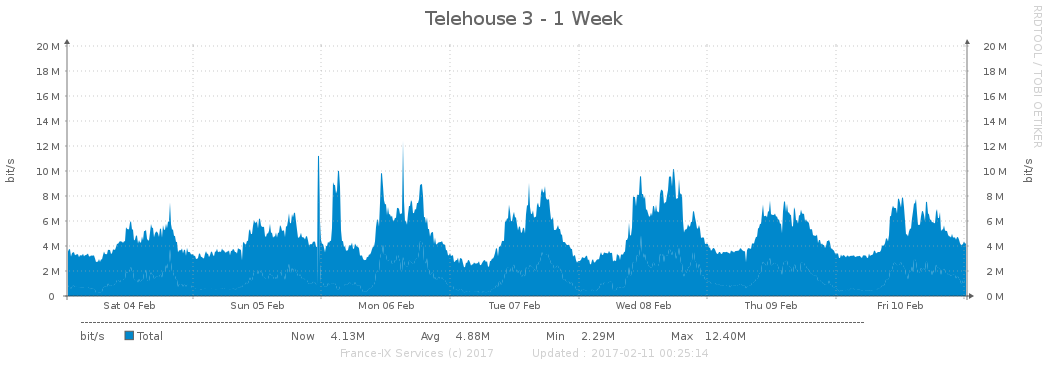 Telehouse 3 - 1 Week
RRDTOOL / TOBI OETIKER
bit/s
20 M 20 M
18 M 18 M
16 M 16 M
14 M 14 M
12 M 12 M
10 M 10 M
8 M 8 M
6 M 6 M
4 M 4 M
2 M 2 M
0 0 M
bit/s
Sat 04 Feb Sun 05 Feb Mon 06 Feb Tue 07 Feb Wed 08 Feb Thu 09 Feb Fri 10 Feb
bit/s Total Now 4.13M Avg 4.88M Min 2.29M Max 12.40M
France-IX Services (c) 2017 Updated : 2017-02-11 00:25:14